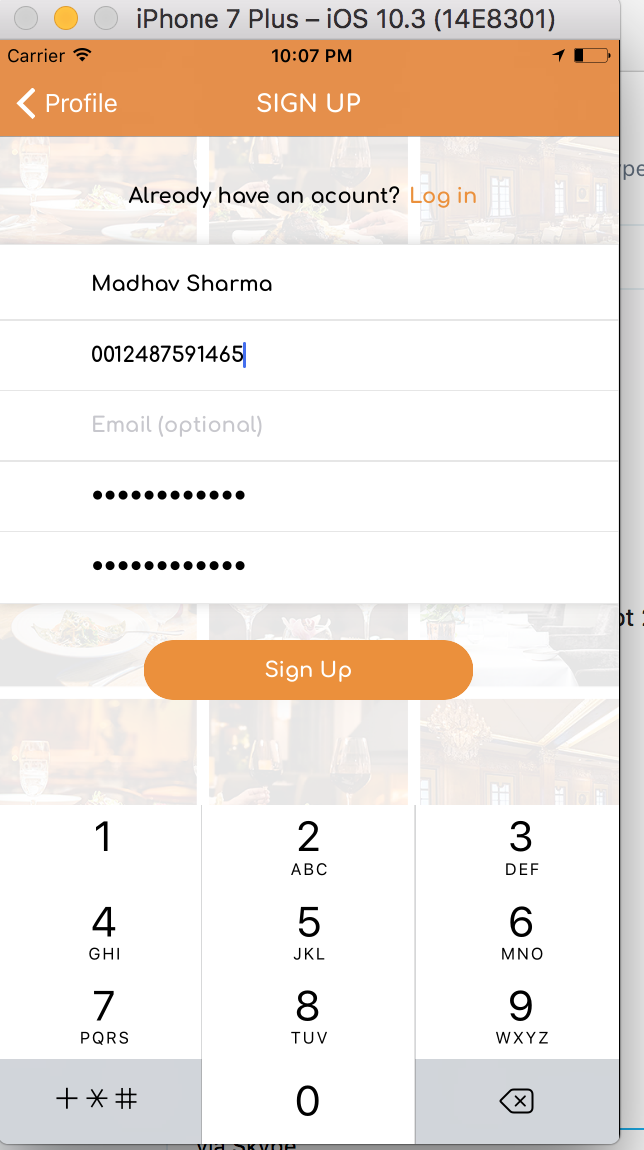 iPhone 7 Plus – iOS 10.3 (14E8301)
Carrier 10:07 PM
Profile SIGN UP
Already have an acount? Log in
Madhav Sharma
0012487591465
Email (optional)
••••••••••••
••••••••••••
Sign Up
1 2 3
ABC DEF
4 5 6
GHI JKL MNO
7 8 9
PQRS TUV WXYZ
+*# 0
via Skype